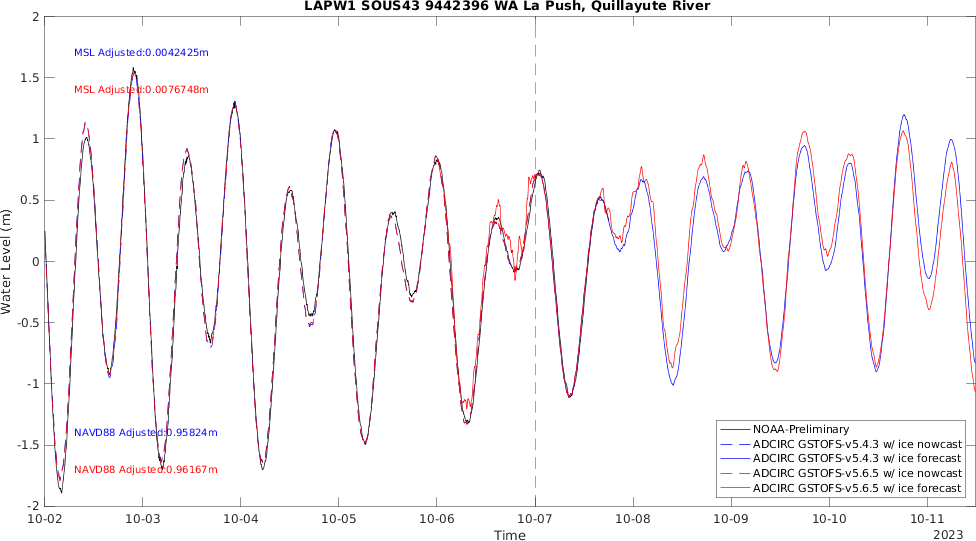 LAPW1 SOUS43 9442396 WA La Push, Quillayute River
MSL Adjusted:0.0042425m
MSL Adjusted:0.0076748m
NAVD88 Adjusted:0.95824m
NAVD88 Adjusted:0.96167m
Water Level (m)
2
1.5
1
0.5
0
-0.5
-1
-1.5
-2
10-02 10-03 10-04 10-05 10-06 10-07 10-08 10-09 10-10 10-11
Time
2023
NOAA-Preliminary
ADCIRC GSTOFS-v5.4.3 w/ ice nowcast
ADCIRC GSTOFS-v5.4.3 w/ ice forecast
ADCIRC GSTOFS-v5.6.5 w/ ice nowcast
ADCIRC GSTOFS-v5.6.5 w/ ice forecast